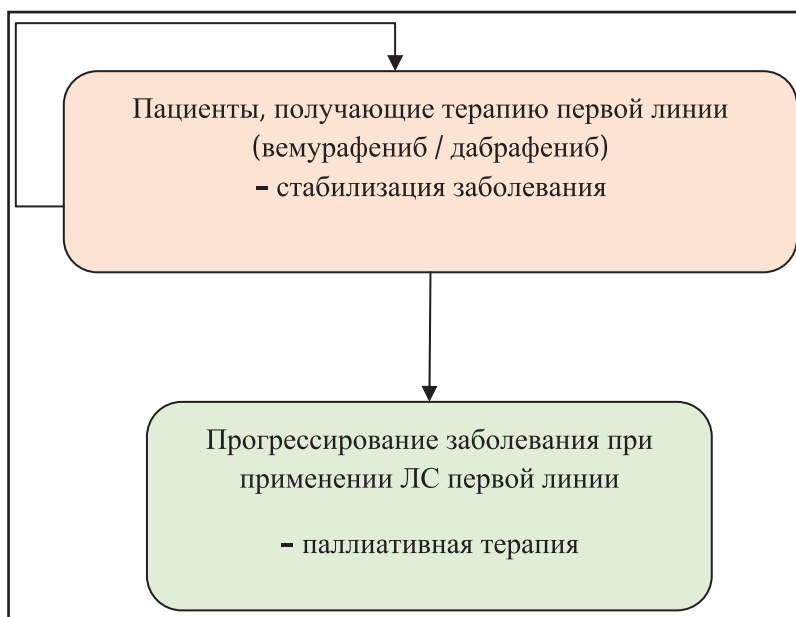 Пациенты, получающие терапию первой линии
(вемурафениб / дабрафениб)
– стабилизация заболевания
Прогрессирование заболевания при
применении ЛС первой линии
– паллиативная терапия